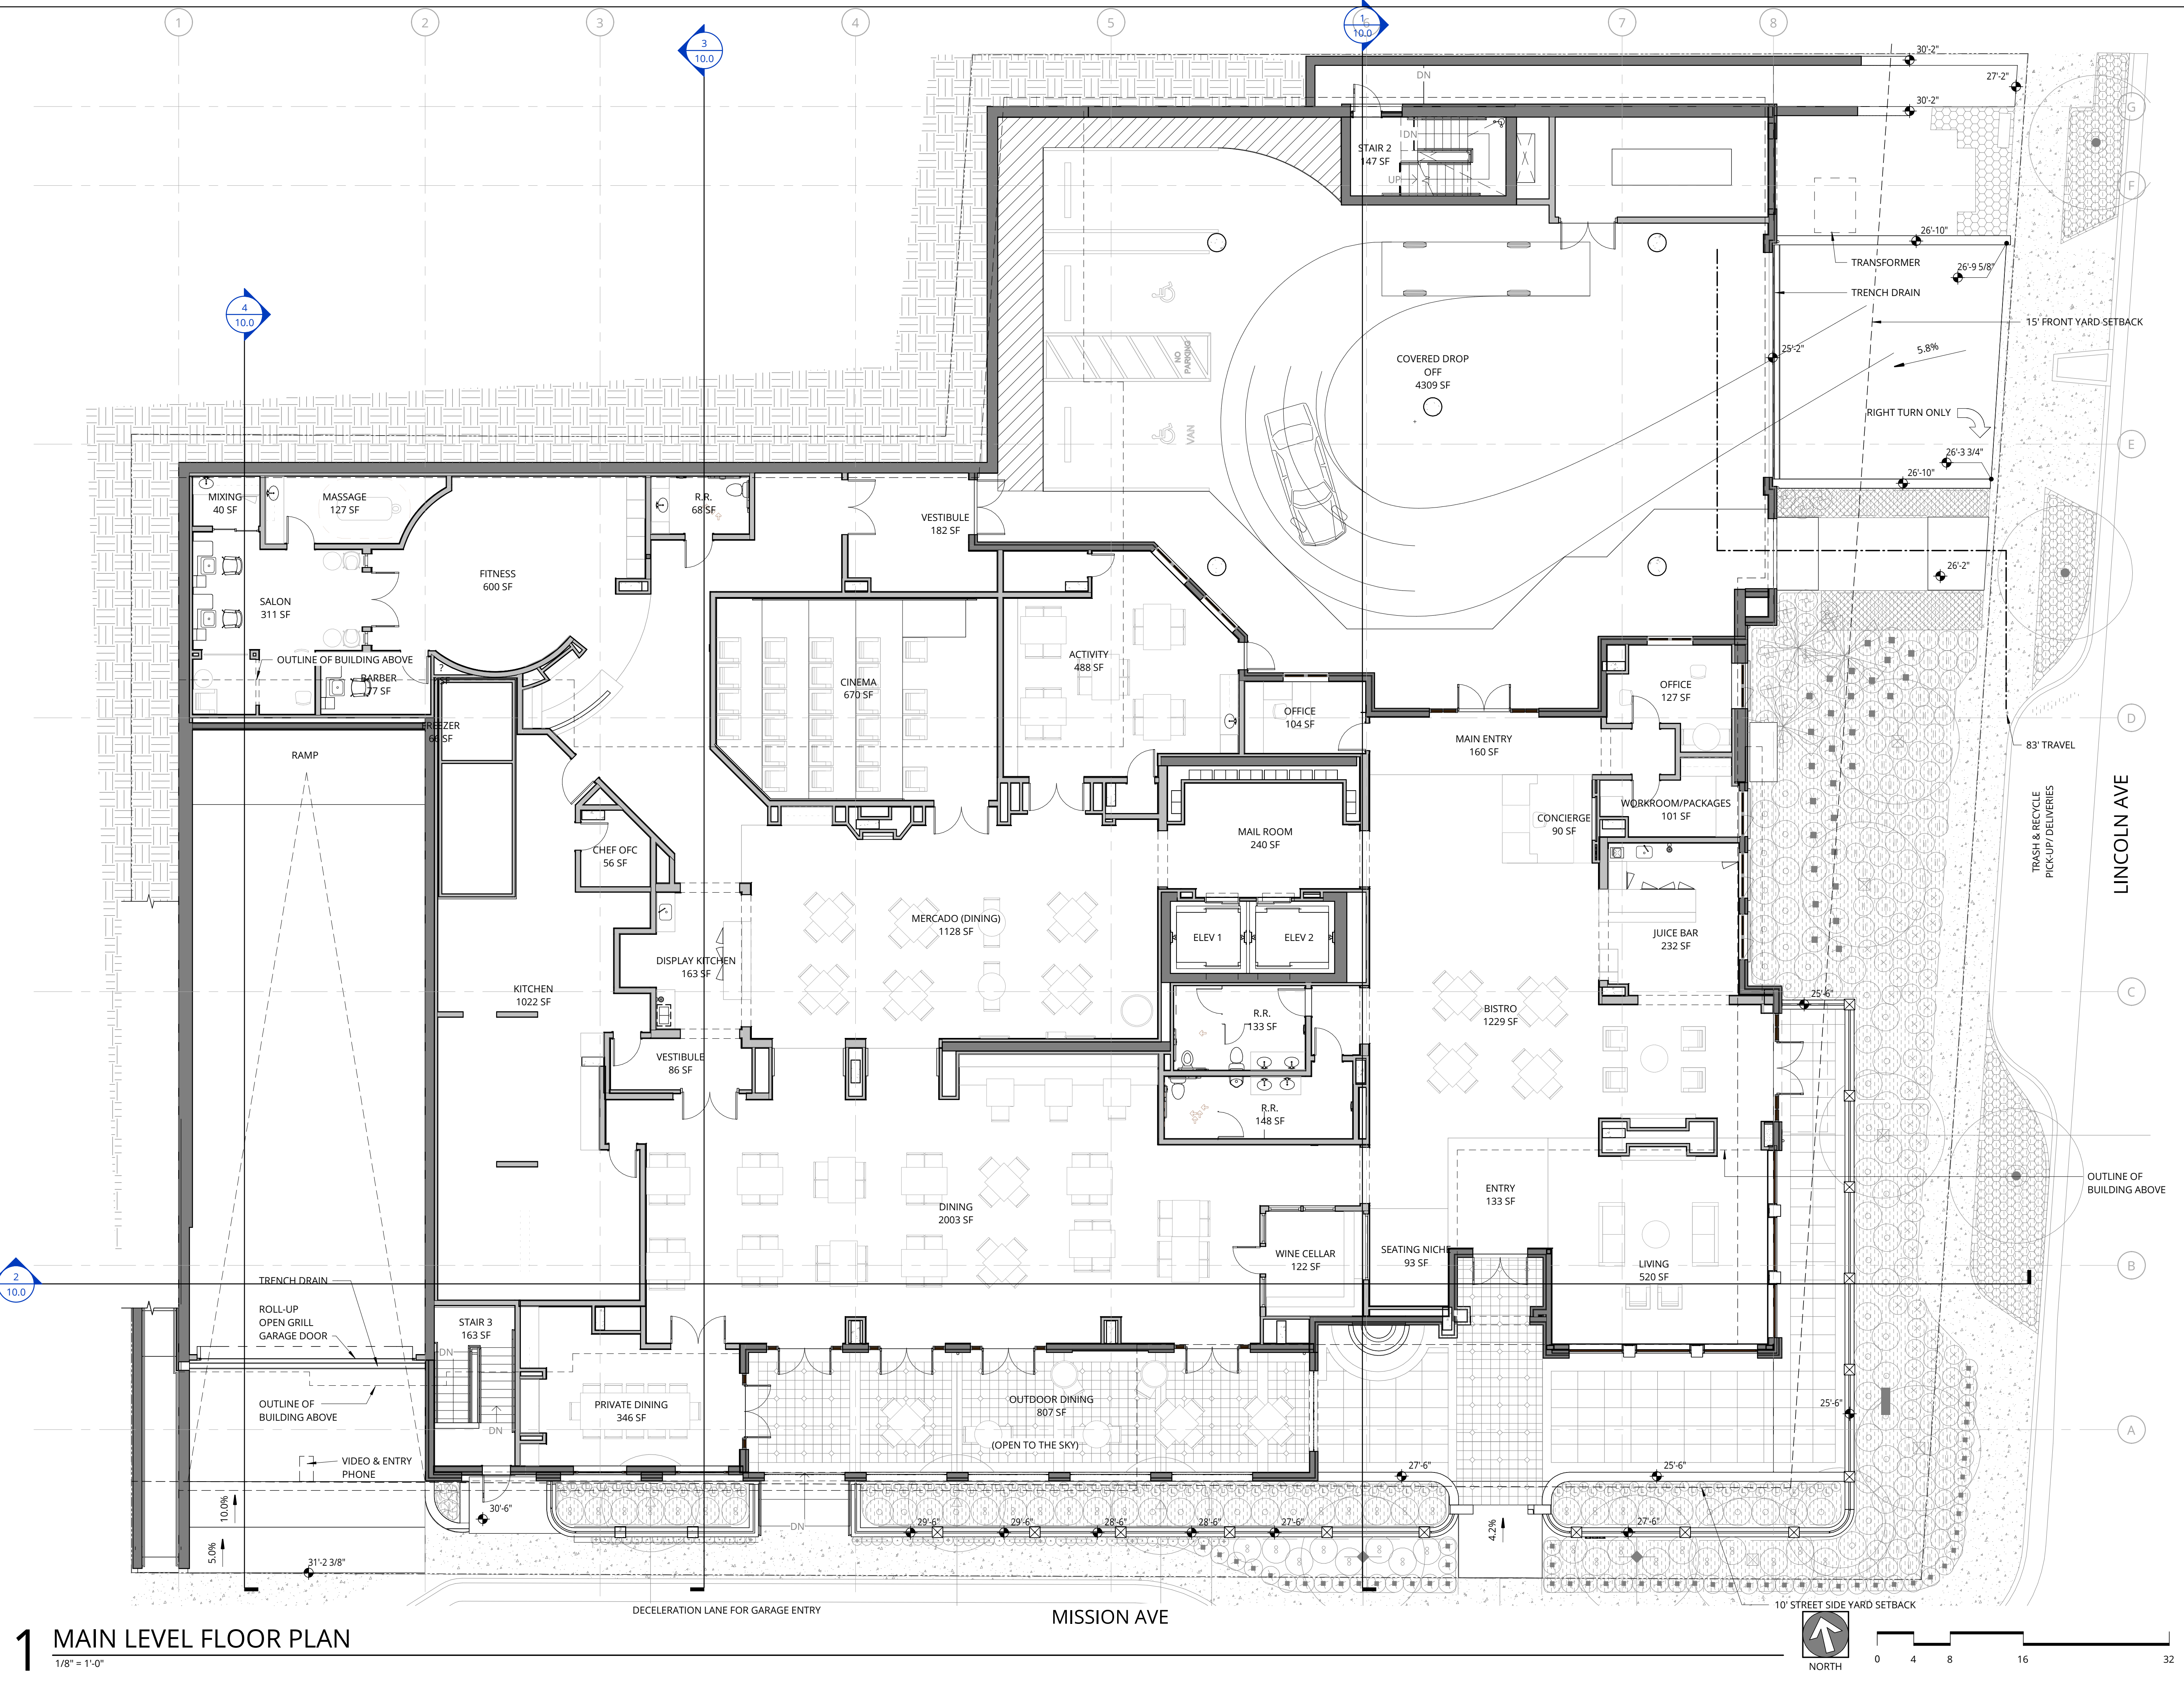 1
2
3
4
5
6
7
8
1
10.0
3
10.0
30'-2"
27'-2"
30'-2"
DN
G
STAIR 2
147 SF
DN
UP
F
26'-10"
TRANSFORMER
26'-9 5/8"
TRENCH DRAIN
4
10.0
15' FRONT YARD SETBACK
NO
PARKING
25'-2"
5.8%
COVERED DROP
OFF
4309 SF
RIGHT TURN ONLY
VAN
E
26'-3 3/4"
26'-10"
MIXING
40 SF
MASSAGE
127 SF
R.R.
68 SF
VESTIBULE
182 SF
FITNESS
600 SF
26'-2"
SALON
311 SF
OUTLINE OF BUILDING ABOVE
BARBER
77 SF
?
SF
ACTIVITY
488 SF
CINEMA
670 SF
OFFICE
127 SF
OFFICE
104 SF
D
FREEZER
66 SF
MAIN ENTRY
160 SF
83' TRAVEL
RAMP
WORKROOM/PACKAGES
101 SF
CONCIERGE
90 SF
MAIL ROOM
240 SF
TRASH & RECYCLE
PICK-UP/ DELIVERIES
LINCOLN AVE
CHEF OFC
56 SF
MERCADO (DINING)
1128 SF
ELEV 1
ELEV 2
JUICE BAR
232 SF
DISPLAY KITCHEN
163 SF
KITCHEN
1022 SF
C
25'-6"
BISTRO
1229 SF
R.R.
133 SF
VESTIBULE
86 SF
R.R.
148 SF
OUTLINE OF
BUILDING ABOVE
ENTRY
133 SF
DINING
2003 SF
WINE CELLAR
122 SF
SEATING NICHE
93 SF
LIVING
520 SF
B
2
10.0
TRENCH DRAIN
ROLL-UP
OPEN GRILL
GARAGE DOOR
STAIR 3
163 SF
DN
OUTLINE OF
BUILDING ABOVE
PRIVATE DINING
346 SF
OUTDOOR DINING
807 SF
(OPEN TO THE SKY)
25'-6"
A
DN
VIDEO & ENTRY
PHONE
27'-6"
25'-6"
10.0%
30'-6"
DN
29'-6"
29'-6"
28'-6"
28'-6"
27'-6"
27'-6"
4.2%
5.0%
31'-2 3/8"
DECELERATION LANE FOR GARAGE ENTRY
MISSION AVE
10' STREET SIDE YARD SETBACK
1
MAIN LEVEL FLOOR PLAN
1/8" = 1'-0"
NORTH
0
4
8
16
32